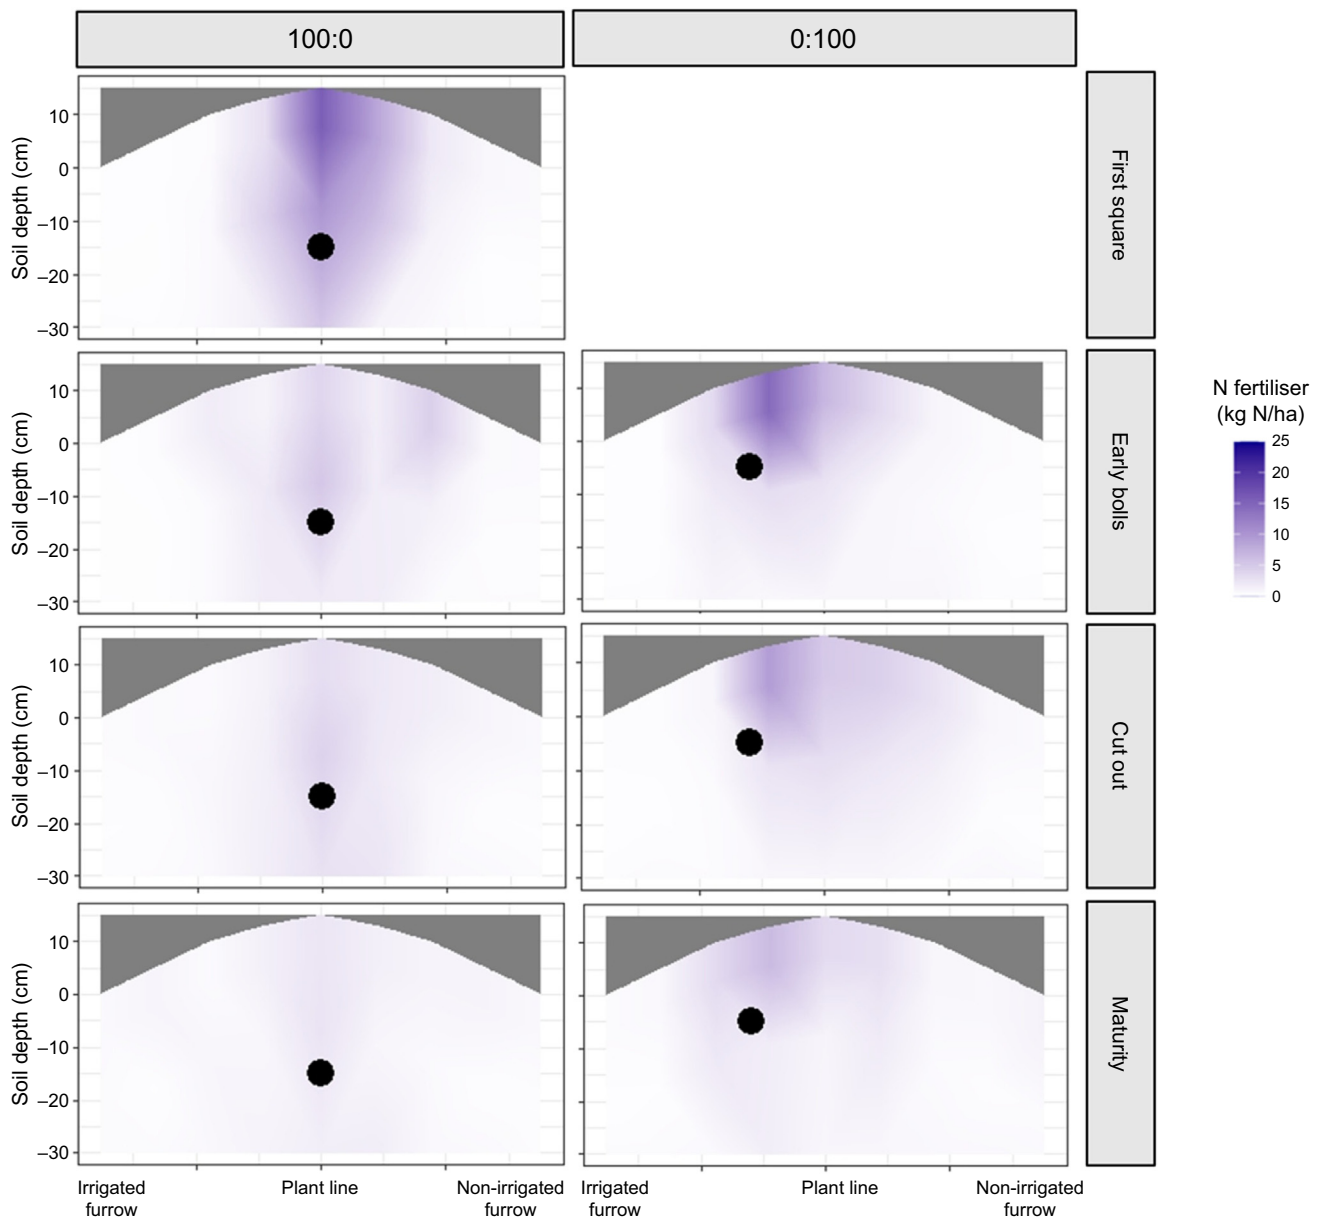 100:0
0:100
Soil depth (cm)
10
0
–10
–20
–30
First square
Soil depth (cm)
10
0
–10
–20
–30
Early bolls
N fertiliser
(kg N/ha)
25
20
15
10
5
0
Soil depth (cm)
10
0
–10
–20
–30
Cut out
Soil depth (cm)
10
0
–10
–20
–30
Maturity
Irrigated
furrow
Plant line
Non-irrigated
furrow
Irrigated
furrow
Plant line
Non-irrigated
furrow